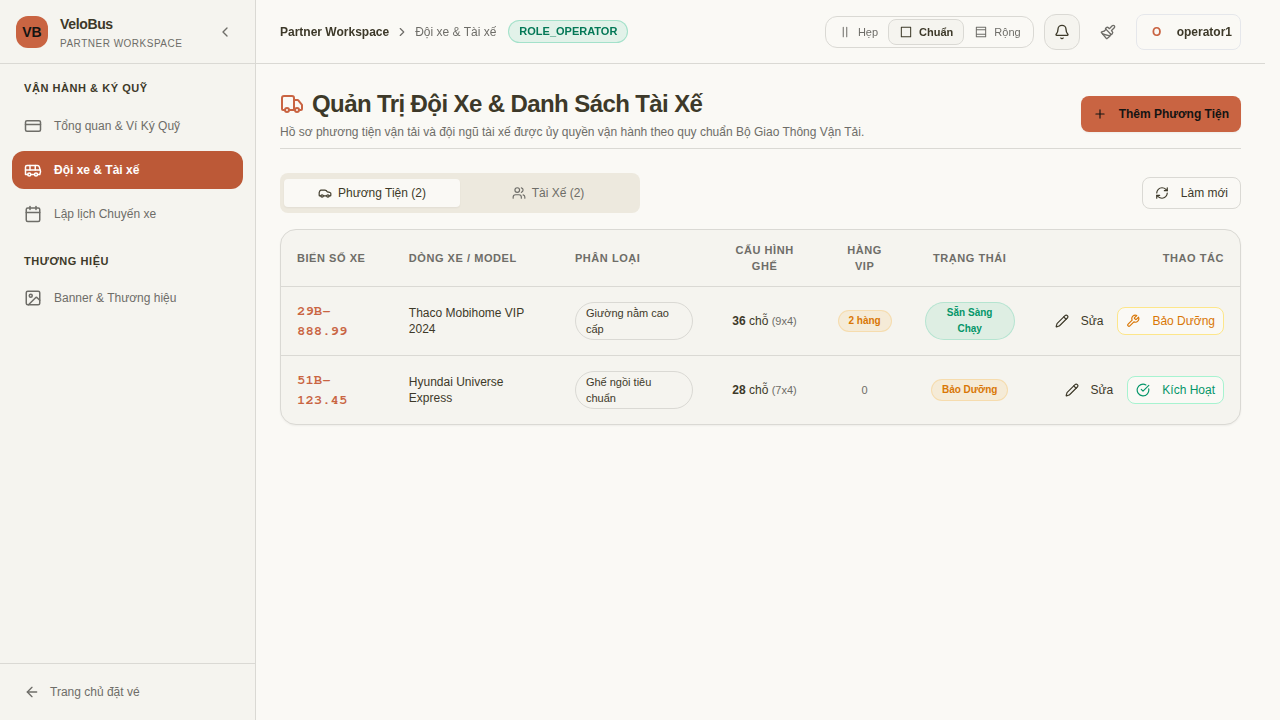 VB
VeloBus
PARTNER WORKSPACE
VẬN HÀNH & KÝ QUỸ
Tổng quan & Ví Ký Quỹ
Đội xe & Tài xế
Lập lịch Chuyến xe
THƯƠNG HIỆU
Banner & Thương hiệu
Trang chủ đặt vé
Partner Workspace
Đội xe & Tài xế
ROLE_OPERATOR
Hẹp
Chuẩn
Rộng
O
operator1
Quản Trị Đội Xe & Danh Sách Tài Xế
Hồ sơ phương tiện vận tải và đội ngũ tài xế được ủy quyền vận hành theo quy chuẩn Bộ Giao Thông Vận Tải.
Thêm Phương Tiện
Phương Tiện (2)
Tài Xế (2)
Làm mới
BIỂN SỐ XE
DÒNG XE / MODEL
PHÂN LOẠI
CẤU HÌNH
GHẾ
HÀNG
VIP
TRẠNG THÁI
THAO TÁC
29B–
888.99
Thaco Mobihome VIP
2024
Giường nằm cao
cấp
36 chỗ (9x4)
2 hàng
Sẵn Sàng
Chạy
Sửa
Bảo Dưỡng
51B–
123.45
Hyundai Universe
Express
Ghế ngồi tiêu
chuẩn
28 chỗ (7x4)
0
Bảo Dưỡng
Sửa
Kích Hoạt